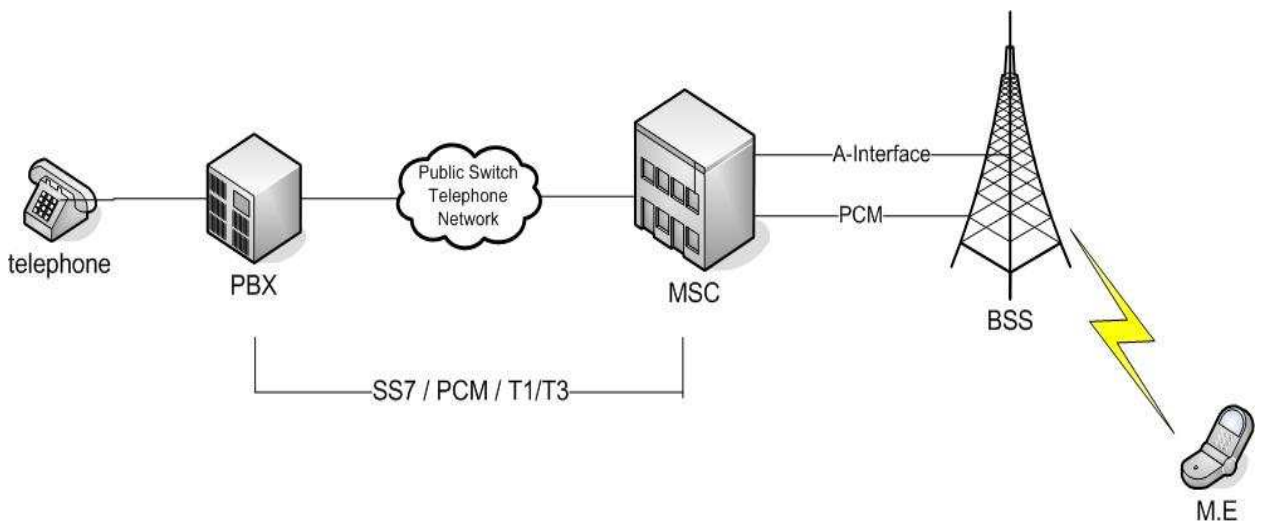 telephone
PBX
Public Switch
Telephone
Network
MSC
A-Interface
PCM
BSS
SS7 / PCM / T1/T3
M.E